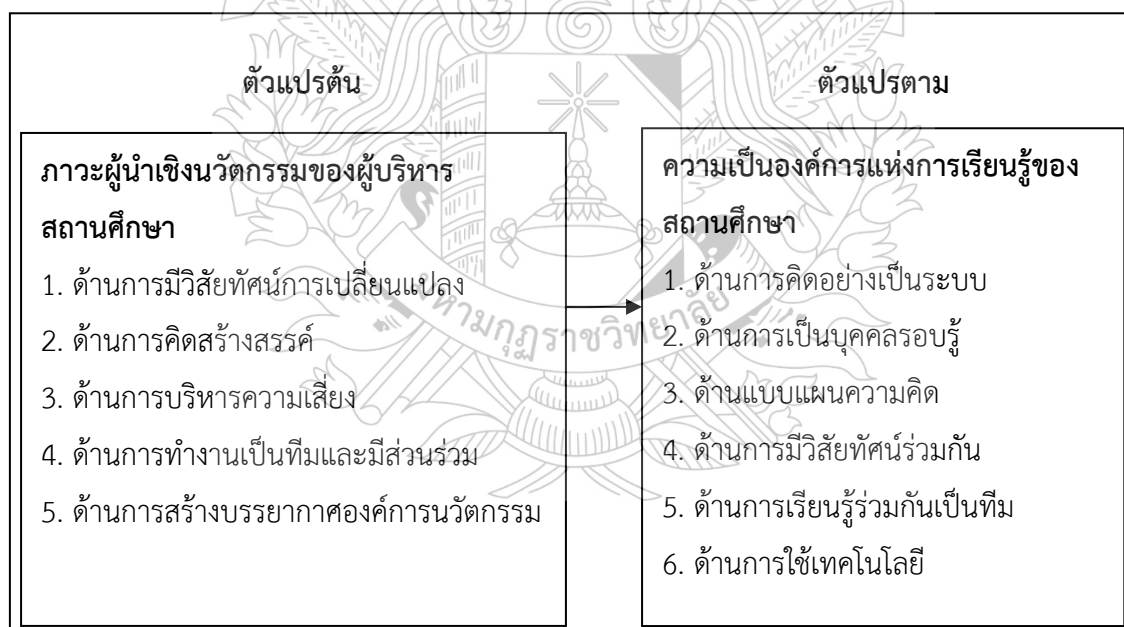 ตัวแปรต้น
ตัวแปรตาม
ภาวะผู้นำเชิงนวัตกรรมของผู้บริหาร
สถานศึกษา
1. ด้านการมีวิสัยทัศน์การเปลี่ยนแปลง
2. ด้านการคิดสร้างสรรค์
3. ด้านการบริหารความเสี่ยง
4. ด้านการทำงานเป็นทีมและมีส่วนร่วม
5. ด้านการสร้างบรรยากาศองค์การนวัตกรรม
ความเป็นองค์การแห่งการเรียนรู้ของ
สถานศึกษา
1. ด้านการคิดอย่างเป็นระบบ
2. ด้านการเป็นบุคคลรอบรู้
3. ด้านแบบแผนความคิด
4. ด้านการมีวิสัยทัศน์ร่วมกัน
5. ด้านการเรียนรู้ร่วมกันเป็นทีม
6. ด้านการใช้เทคโนโลยี
หามกุฏราชวิทยาลัย